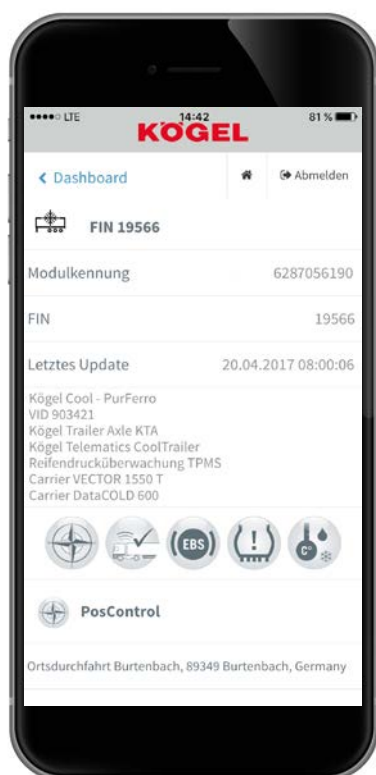 LTE 14:42 81 %
KÖGEL
Dashboard Abmelden
FIN 19566
Modulkennung 6287056190
FIN 19566
Letztes Update 20.04.2017 08:00:06
Kögel Cool - PurFerro
VID 903421
Kögel Trailer Axle KTA
Kögel Telematics CoolTrailer
Reifendrucküberwachung TPMS
Carrier VECTOR 1550 T
Carrier DataCOLD 600
EBS ! C°
PosControl
Ortsdurchfahrt Burtenbach, 89349 Burtenbach, Germany